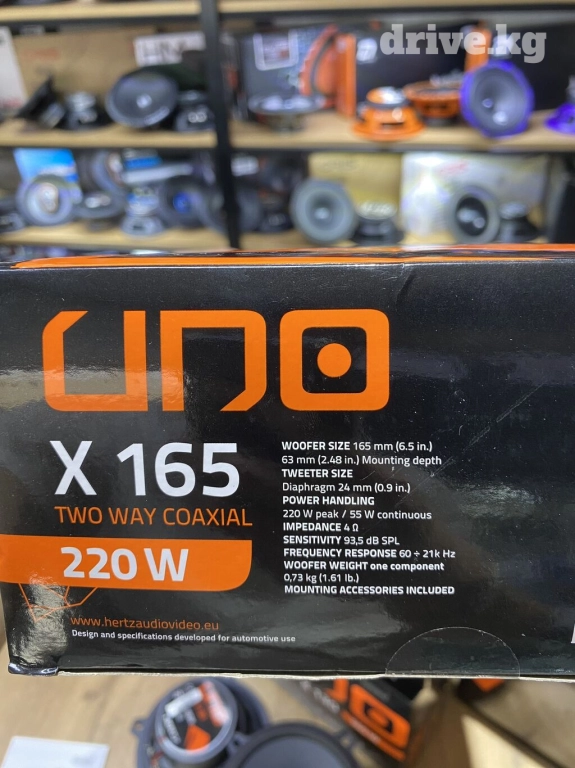 drive.kg
UNO
X 165
TWO WAY COAXIAL
220 W
WOOFER SIZE 165 mm (6.5 in.)
63 mm (2.48 in.) Mounting depth
TWEETER SIZE
Diaphragm 24 mm (0.9 in.)
POWER HANDLING
220 W peak / 55 W continuous
IMPEDANCE 4 Ω
SENSITIVITY 93,5 dB SPL
FREQUENCY RESPONSE 60 ÷ 21k Hz
WOOFER WEIGHT one component
0,73 kg (1.61 lb.)
MOUNTING ACCESSORIES INCLUDED
www.hertzaudiovideo.eu
Design and specifications developed for automotive use